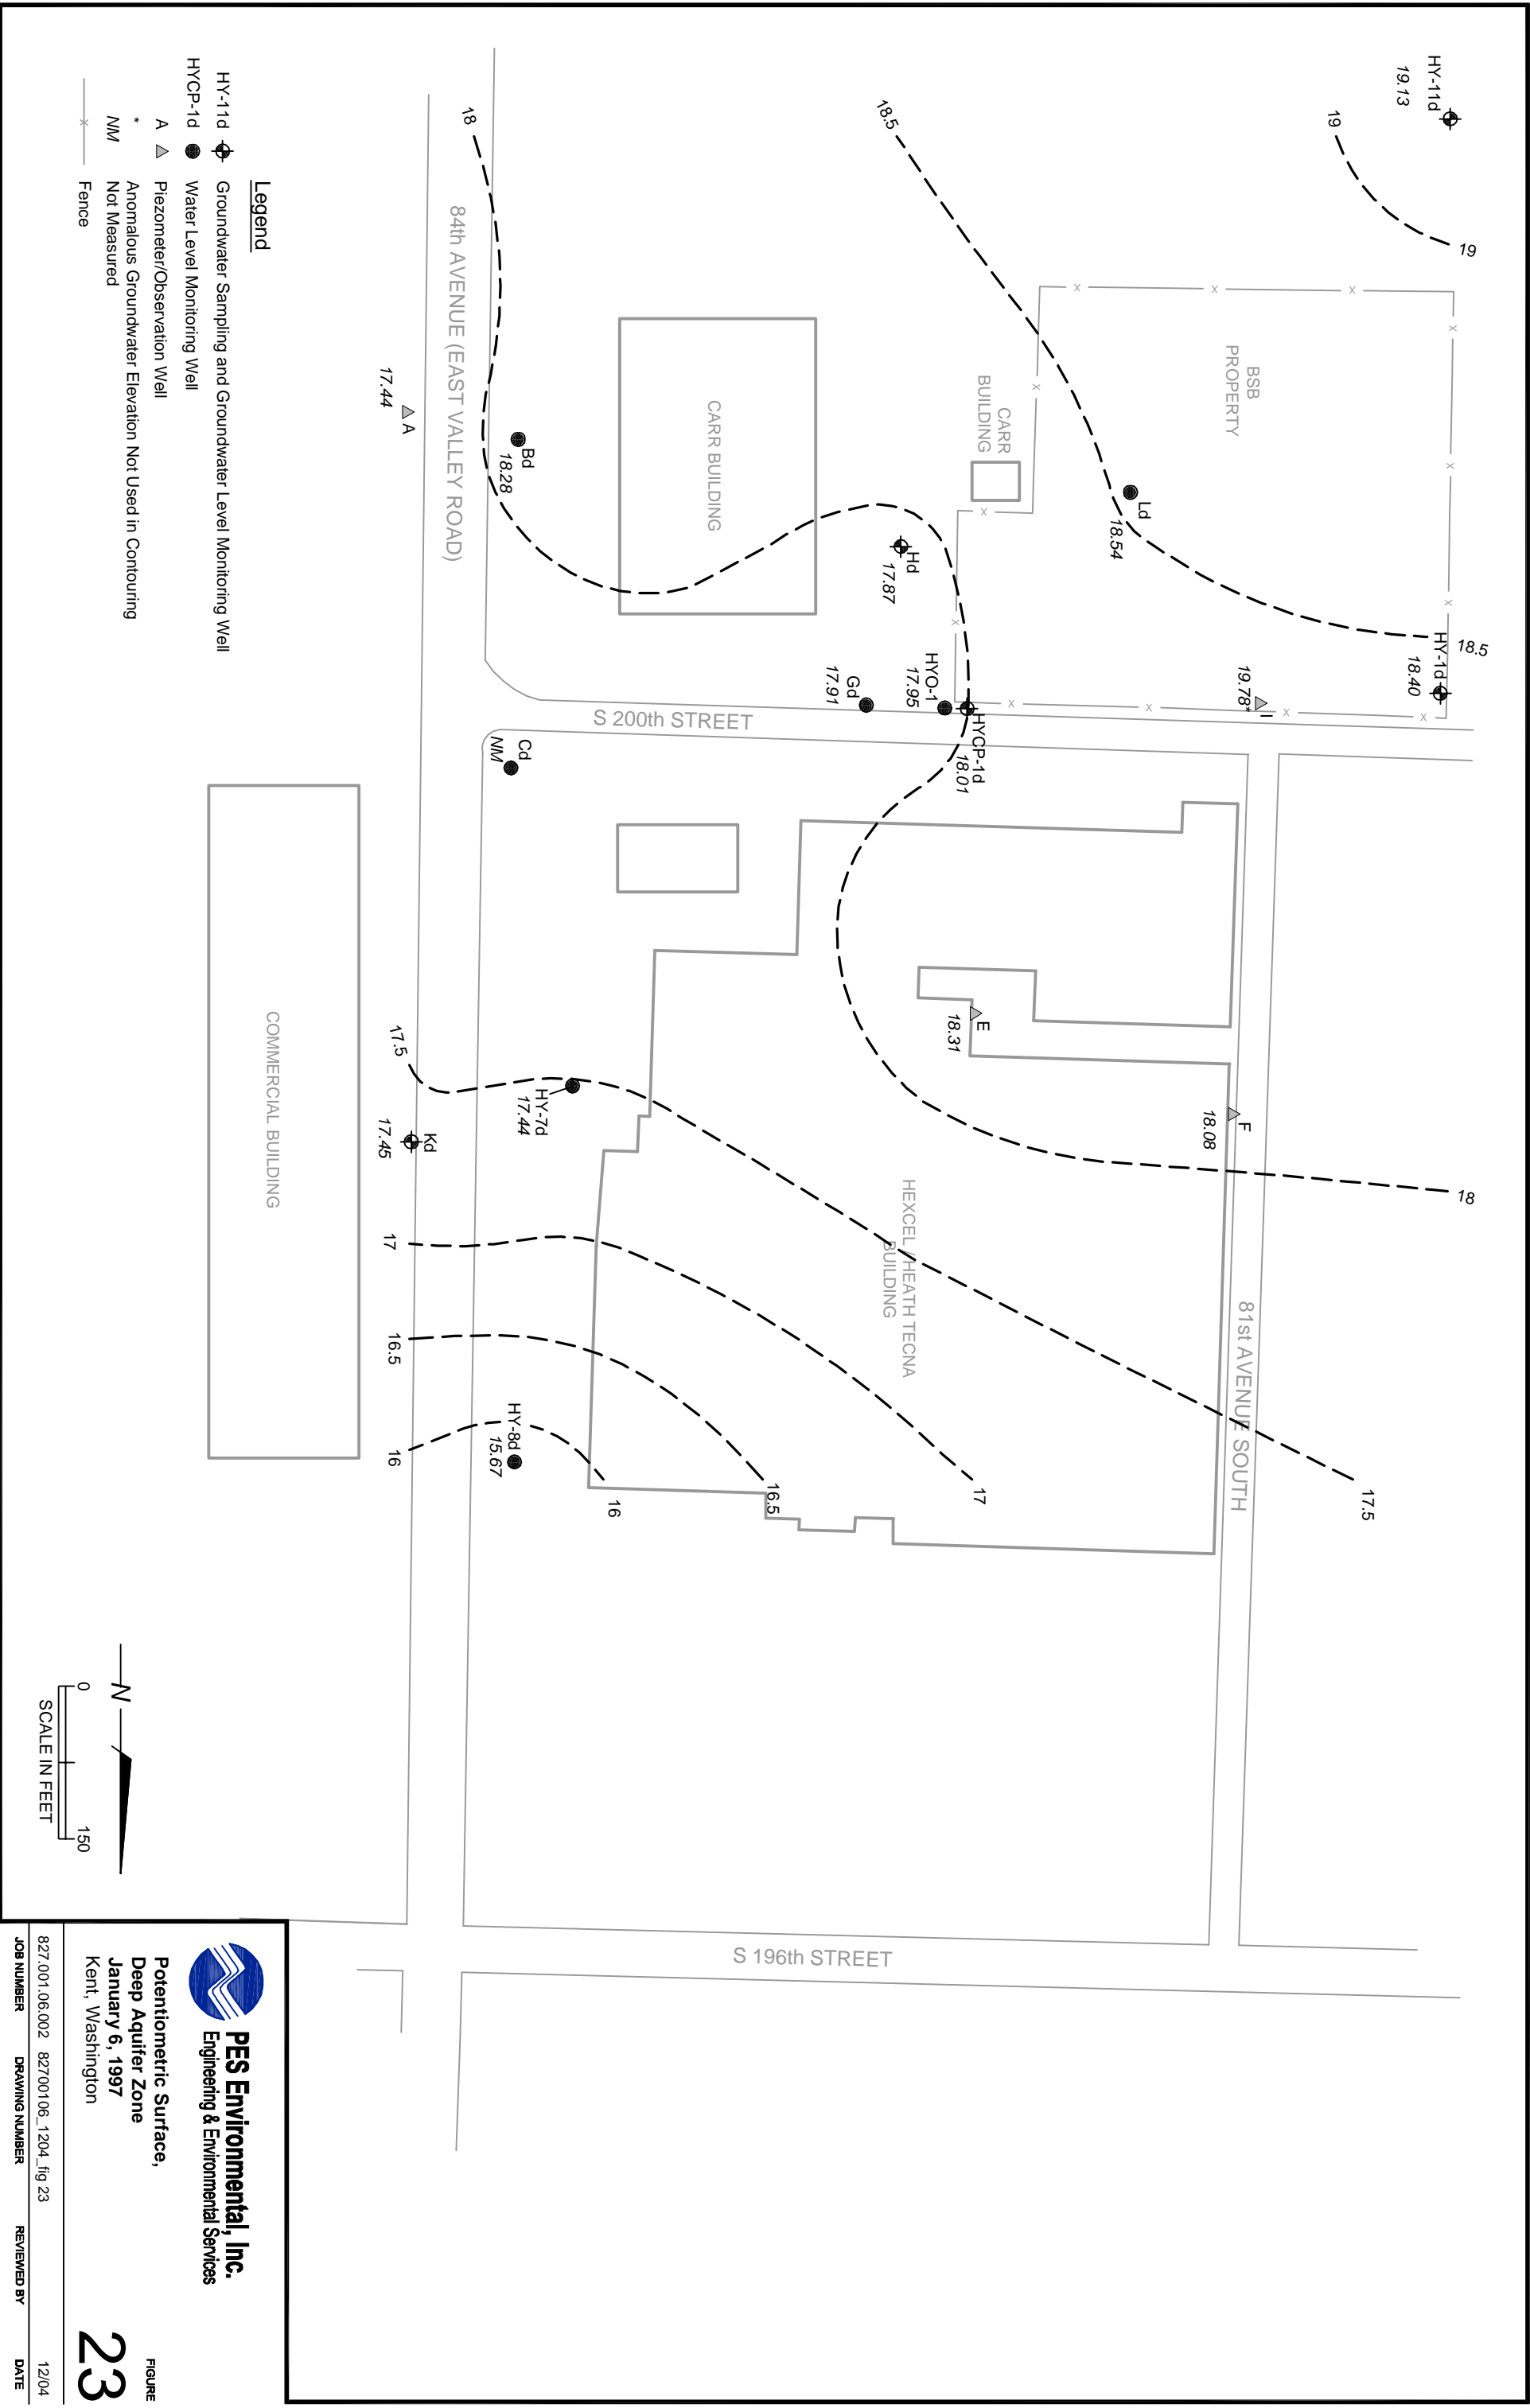 HY-11d
19.13
19
19
18.5
18.5
18
BSB
PROPERTY
CARR
BUILDING
CARR BUILDING
84th AVENUE (EAST VALLEY ROAD)
A
17.44
Bd
18.28
Ld
18.54
Hd
17.87
HY-1d
18.40
I
19.78*
HYO-1
17.95
HYCP-1d
18.01
Gd
17.91
S 200th STREET
Cd
NM
E
18.31
F
18.08
18
HEXCEL / HEATH TECNA
BUILDING
81st AVENUE SOUTH
COMMERCIAL BUILDING
17.5
HY-7d
17.44
Kd
17.45
17
16.5
16
HY-8d
15.67
16
16.5
17
17.5
S 196th STREET
Legend
HY-11d Groundwater Sampling and Groundwater Level Monitoring Well
HYCP-1d Water Level Monitoring Well
A Piezometer/Observation Well
* Anomalous Groundwater Elevation Not Used in Contouring
NM Not Measured
x Fence
N
0 150
SCALE IN FEET
PES Environmental, Inc.
Engineering & Environmental Services
Potentiometric Surface,
Deep Aquifer Zone
January 6, 1997
Kent, Washington
FIGURE
23
827.001.06.002 82700106_1204_fig 23 12/04
JOB NUMBER DRAWING NUMBER REVIEWED BY DATE